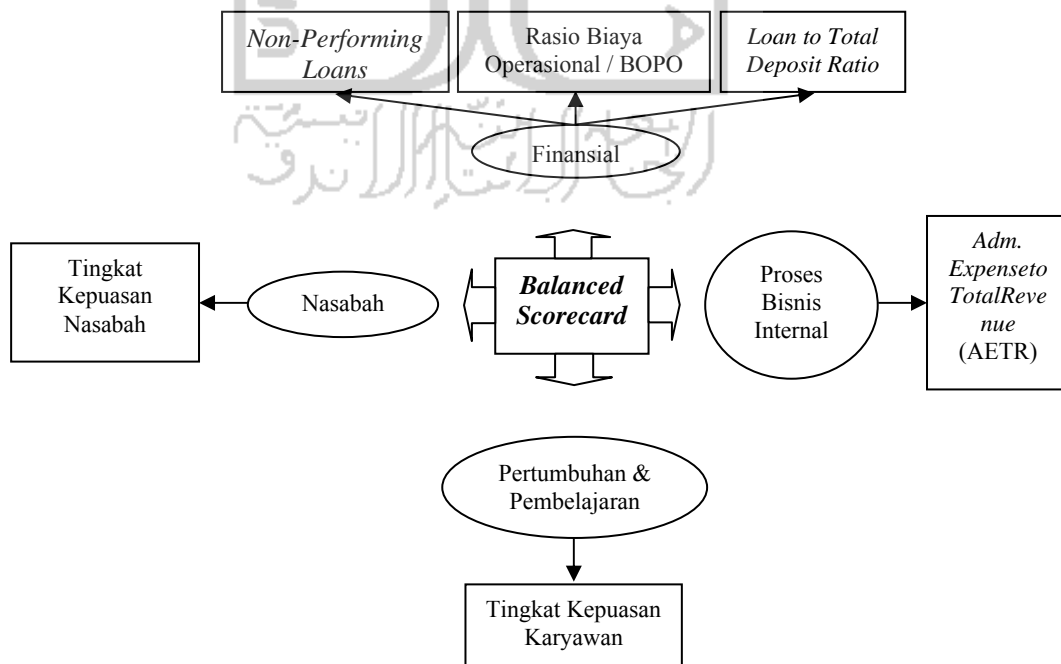 Non-Performing
Loans
Rasio Biaya
Operasional / BOPO
Loan to Total
Deposit Ratio
Finansial
Tingkat
Kepuasan
Nasabah
Nasabah
Balanced
Scorecard
Proses
Bisnis
Internal
Adm.
Expenseto
TotalReve
nue
(AETR)
Pertumbuhan &
Pembelajaran
Tingkat Kepuasan
Karyawan